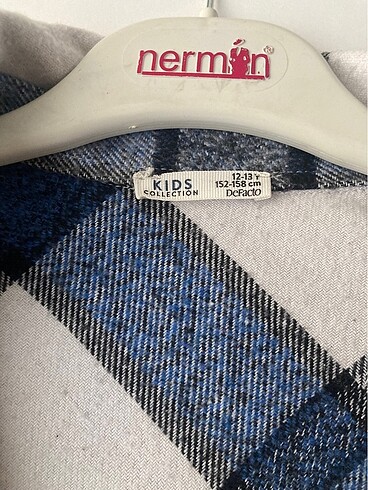 nermin®
KIDS
COLLECTION
12-13 Y
152-158 cm
DeFacto